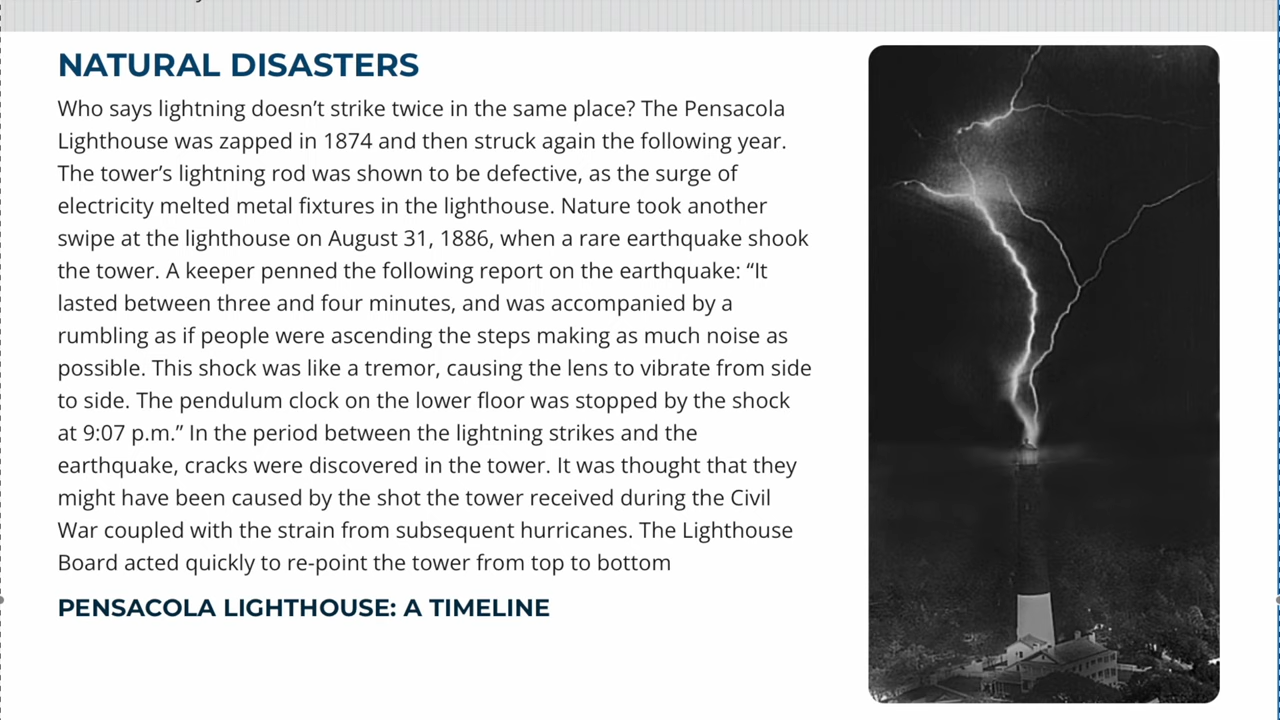 NATURAL DISASTERS
Who says lightning doesn’t strike twice in the same place? The Pensacola
Lighthouse was zapped in 1874 and then struck again the following year.
The tower’s lightning rod was shown to be defective, as the surge of
electricity melted metal fixtures in the lighthouse. Nature took another
swipe at the lighthouse on August 31, 1886, when a rare earthquake shook
the tower. A keeper penned the following report on the earthquake: “It
lasted between three and four minutes, and was accompanied by a
rumbling as if people were ascending the steps making as much noise as
possible. This shock was like a tremor, causing the lens to vibrate from side
to side. The pendulum clock on the lower floor was stopped by the shock
at 9:07 p.m.” In the period between the lightning strikes and the
earthquake, cracks were discovered in the tower. It was thought that they
might have been caused by the shot the tower received during the Civil
War coupled with the strain from subsequent hurricanes. The Lighthouse
Board acted quickly to re-point the tower from top to bottom
PENSACOLA LIGHTHOUSE: A TIMELINE